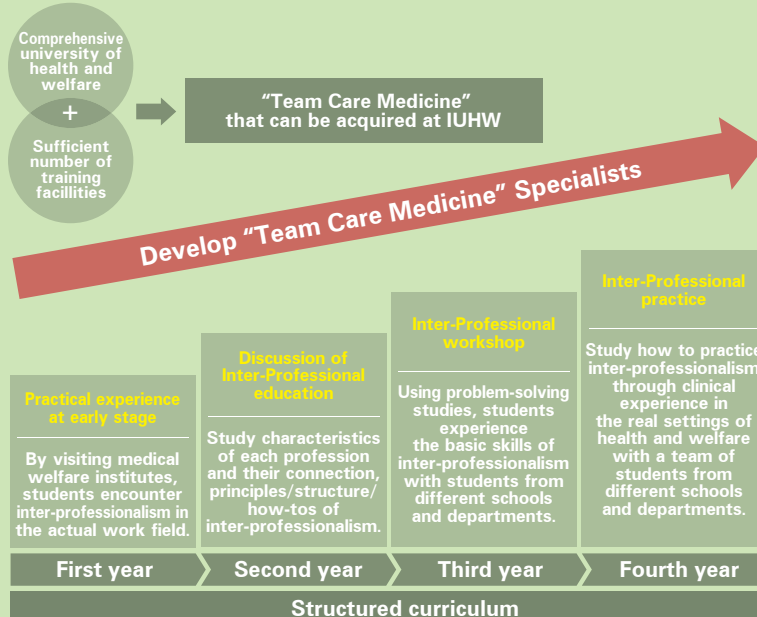 Comprehensive
university of
health and
welfare
+
Sufficient
number of
training
facillities
“Team Care Medicine”
that can be acquired at IUHW
Develop “Team Care Medicine” Specialists
Practical experience
at early stage
By visiting medical
welfare institutes,
students encounter
inter-professionalism in
the actual work field.
Discussion of
Inter-Professional
education
Study characteristics
of each profession
and their connection,
principles/structure/
how-tos of
inter-professionalism.
Inter-Professional
workshop
Using problem-solving
studies, students
experience
the basic skills of
inter-professionalism
with students from
different schools
and departments.
Inter-Professional
practice
Study how to practice
inter-professionalism
through clinical
experience in
the real settings of
health and welfare
with a team of
students from
different schools
and departments.
First year
Second year
Third year
Fourth year
Structured curriculum